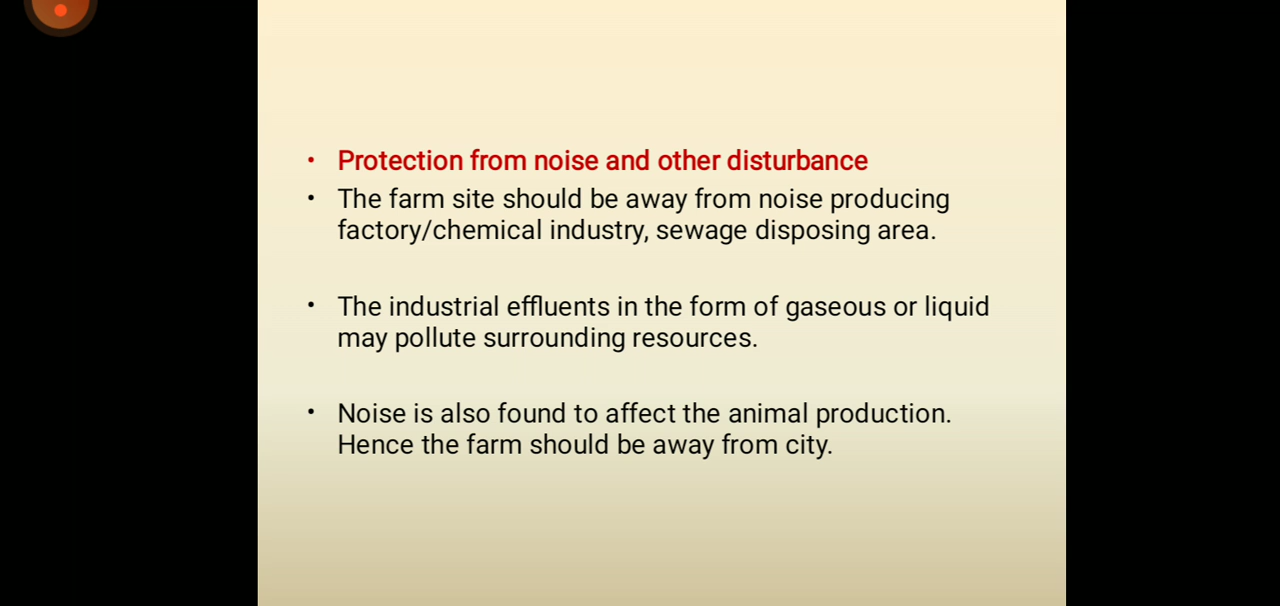 • Protection from noise and other disturbance
• The farm site should be away from noise producing
factory/chemical industry, sewage disposing area.
• The industrial effluents in the form of gaseous or liquid
may pollute surrounding resources.
• Noise is also found to affect the animal production.
Hence the farm should be away from city.